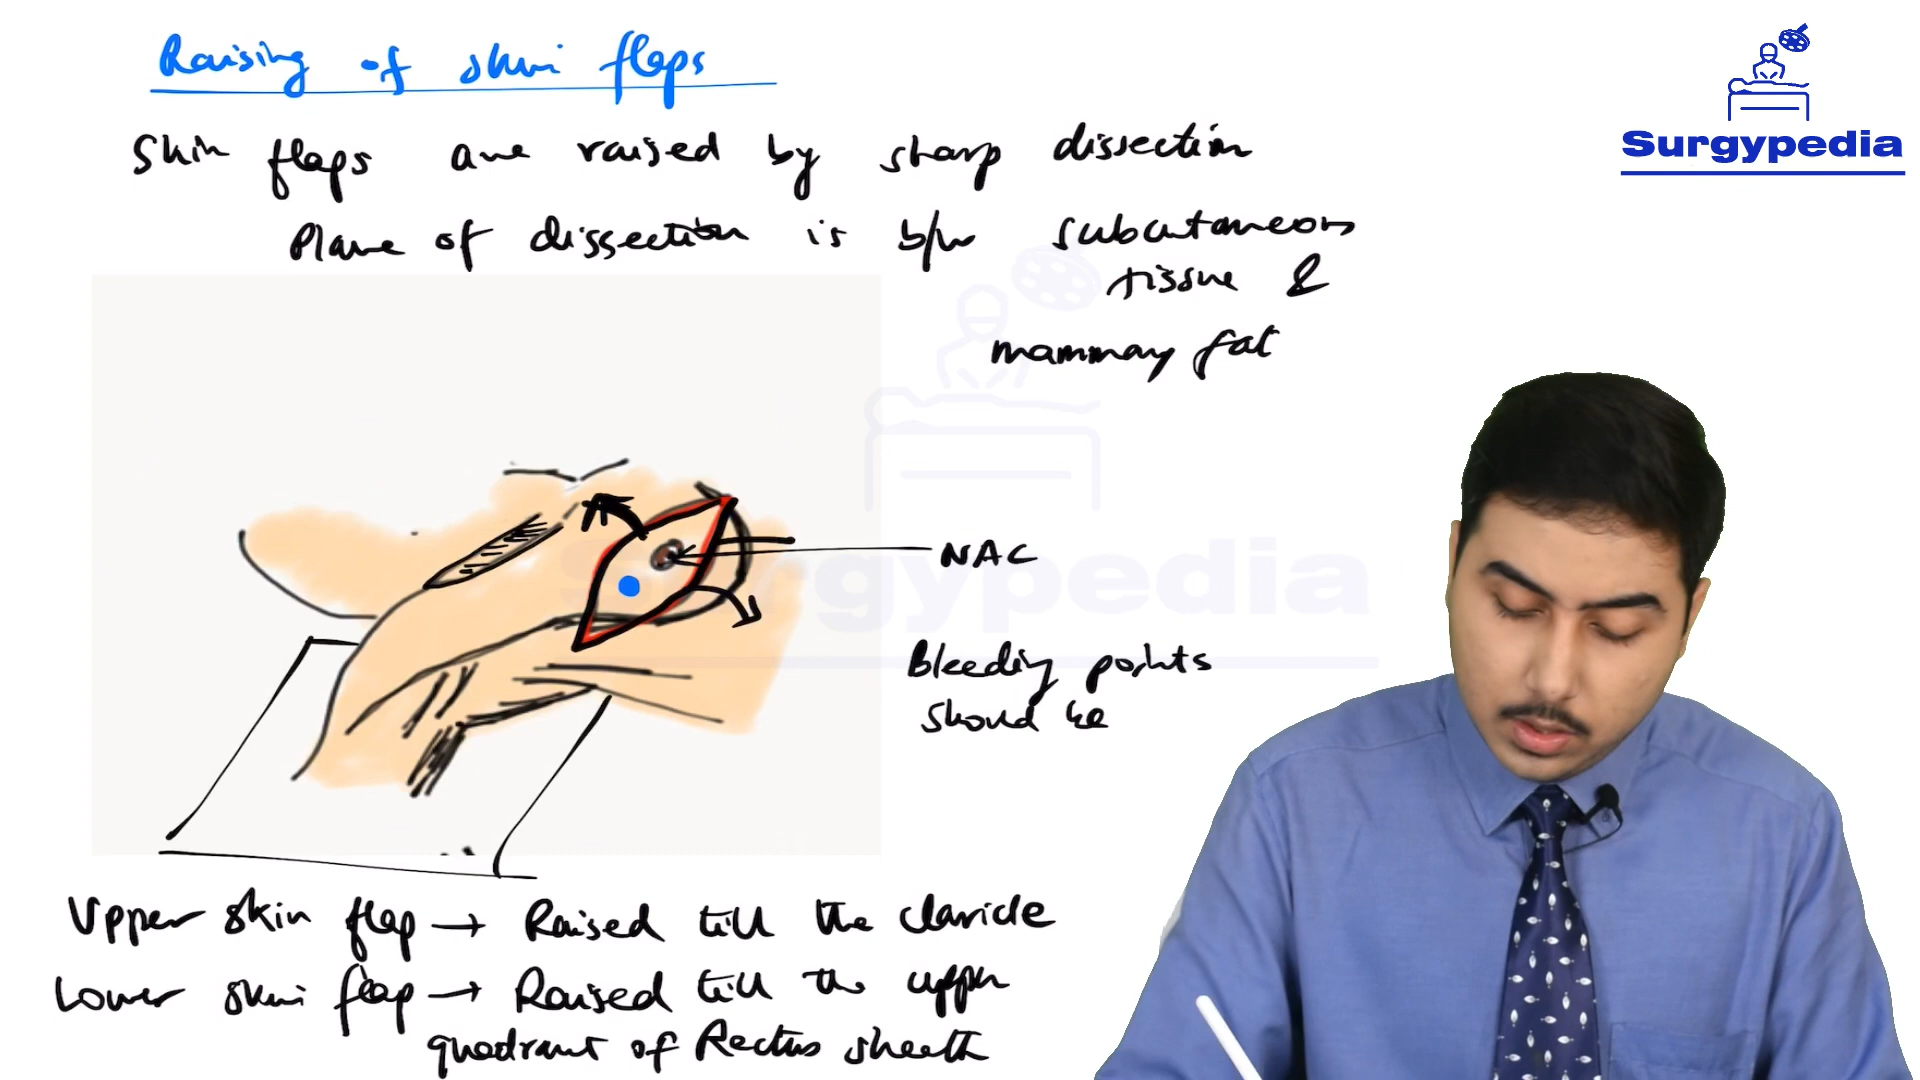 Raising of skin flaps
Surgypedia
Skin flaps are raised by sharp dissection
Plane of dissection is b/w subcutaneous
tissue &
mammary fat
NAC
Surgypedia
Bleeding points
should be
Upper skin flap → Raised till the clavicle
Lower skin flap → Raised till the upper
quadrant of Rectus sheath